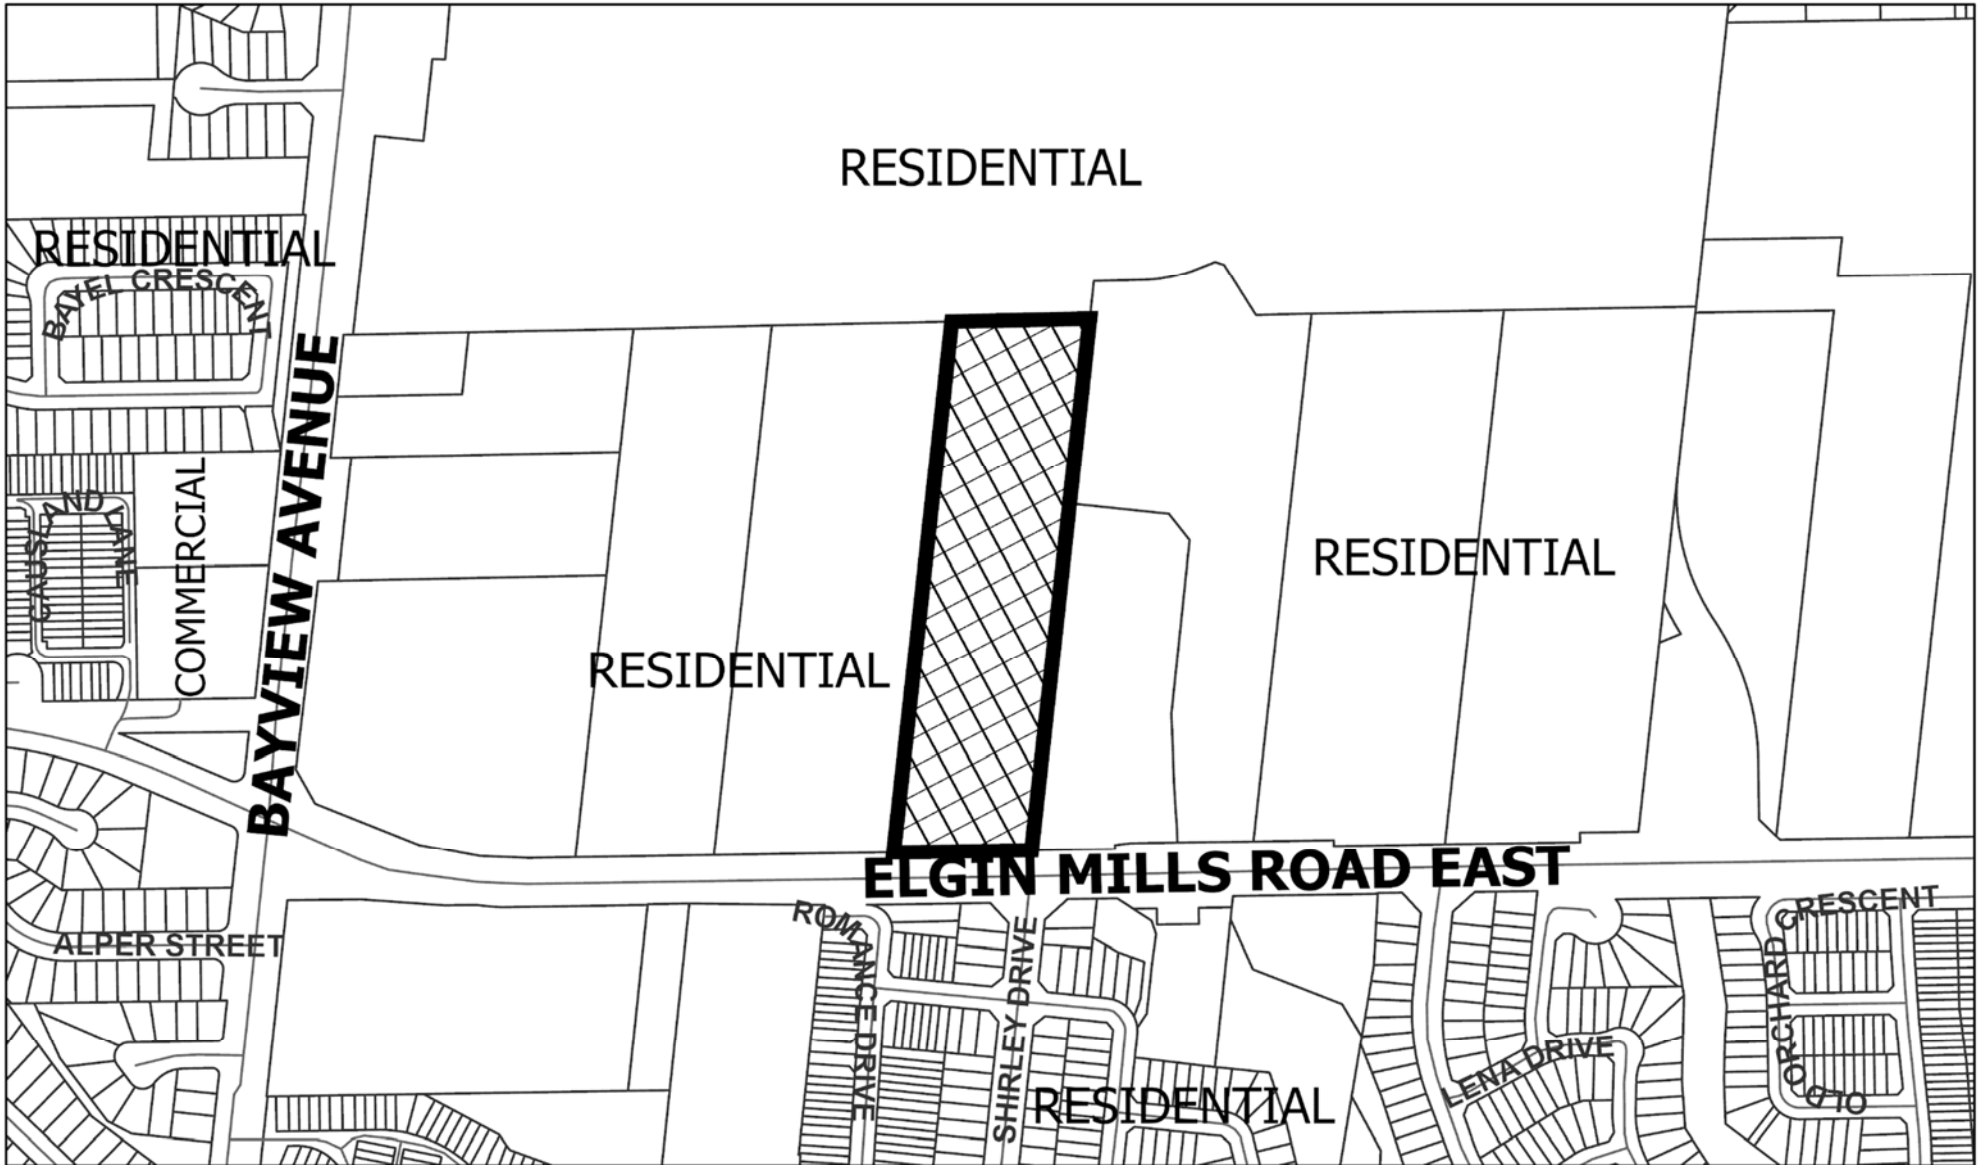 RESIDENTIAL
RESIDENTIAL
BAYEL CRESCENT
BAYVIEW AVENUE
COMMERCIAL
CAUSLAND LANE
RESIDENTIAL
RESIDENTIAL
ELGIN MILLS ROAD EAST
ALPER STREET
ROMANCE DRIVE
SHIRLEY DRIVE
RESIDENTIAL
LENA DRIVE
OLD ORCHARD CRESCENT